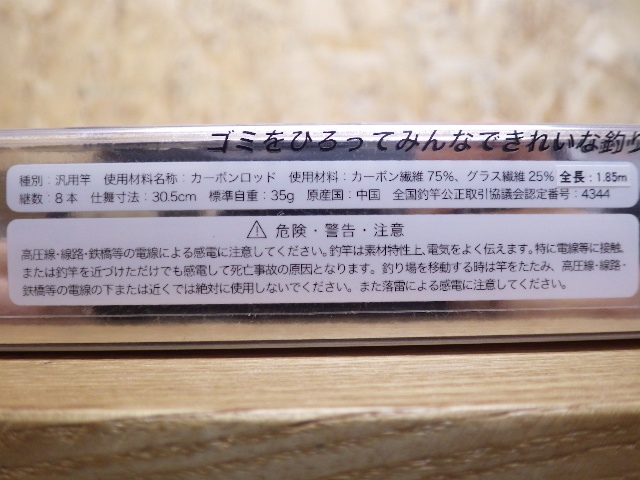 ゴミをひろってみんなできれいな釣り
種別：汎用竿 使用材料名称：カーボンロッド 使用材料：カーボン繊維 75%、グラス繊維 25% 全長：1.85m
継数：8本 仕舞寸法：30.5cm 標準自重：35g 原産国：中国 全国釣竿公正取引協議会認定番号：4344
危険・警告・注意
高圧線・線路・鉄橋等の電線による感電に注意してください。釣竿は素材特性上、電気をよく伝えます。特に電線等に接触、
または釣竿を近づけただけでも感電して死亡事故の原因となります。釣り場を移動する時は竿をたたみ、高圧線・線路・
鉄橋等の電線の下または近くでは絶対に使用しないでください。また落雷による感電に注意してください。